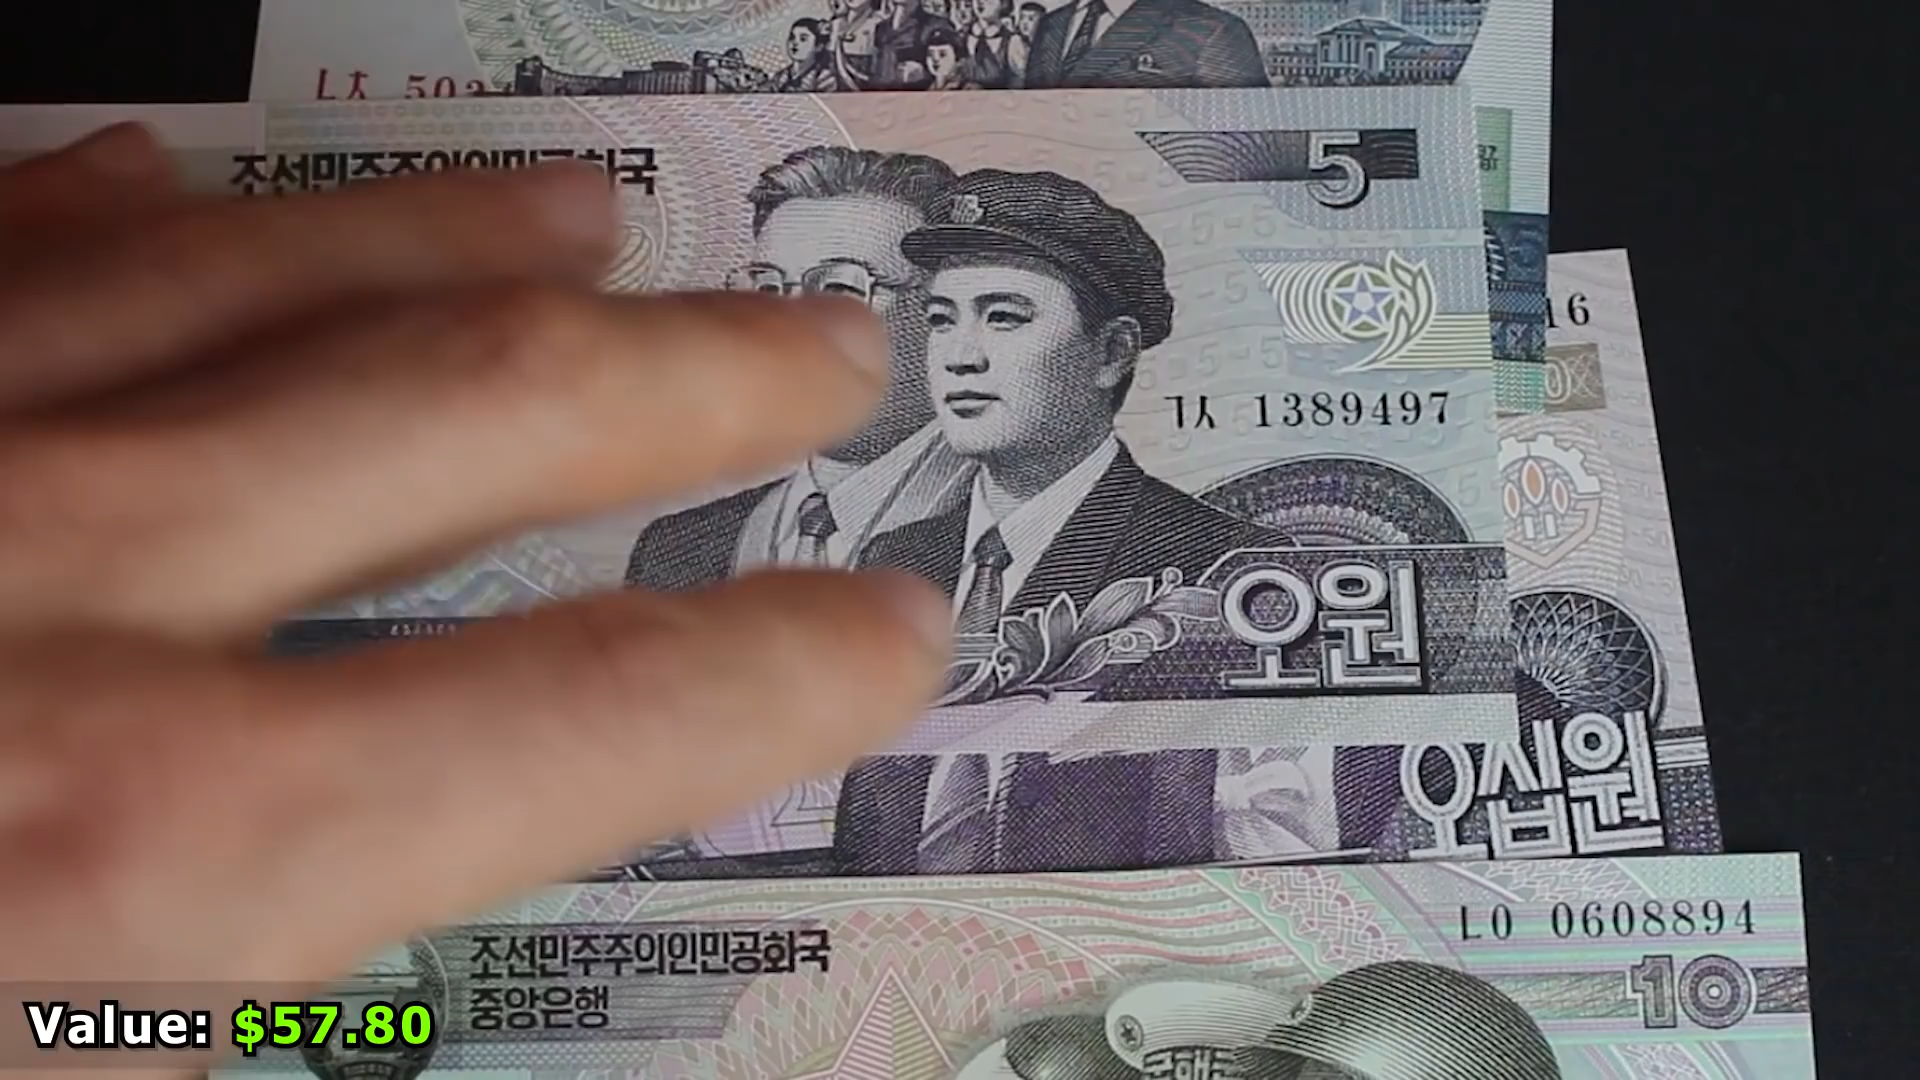 조선민주주의인민공화국
5
16
ㄱㅅ 1389497
오원
오십원
ㄴㅇ 0608894
조선민주주의인민공화국
10
중앙은행
Value: $57.80